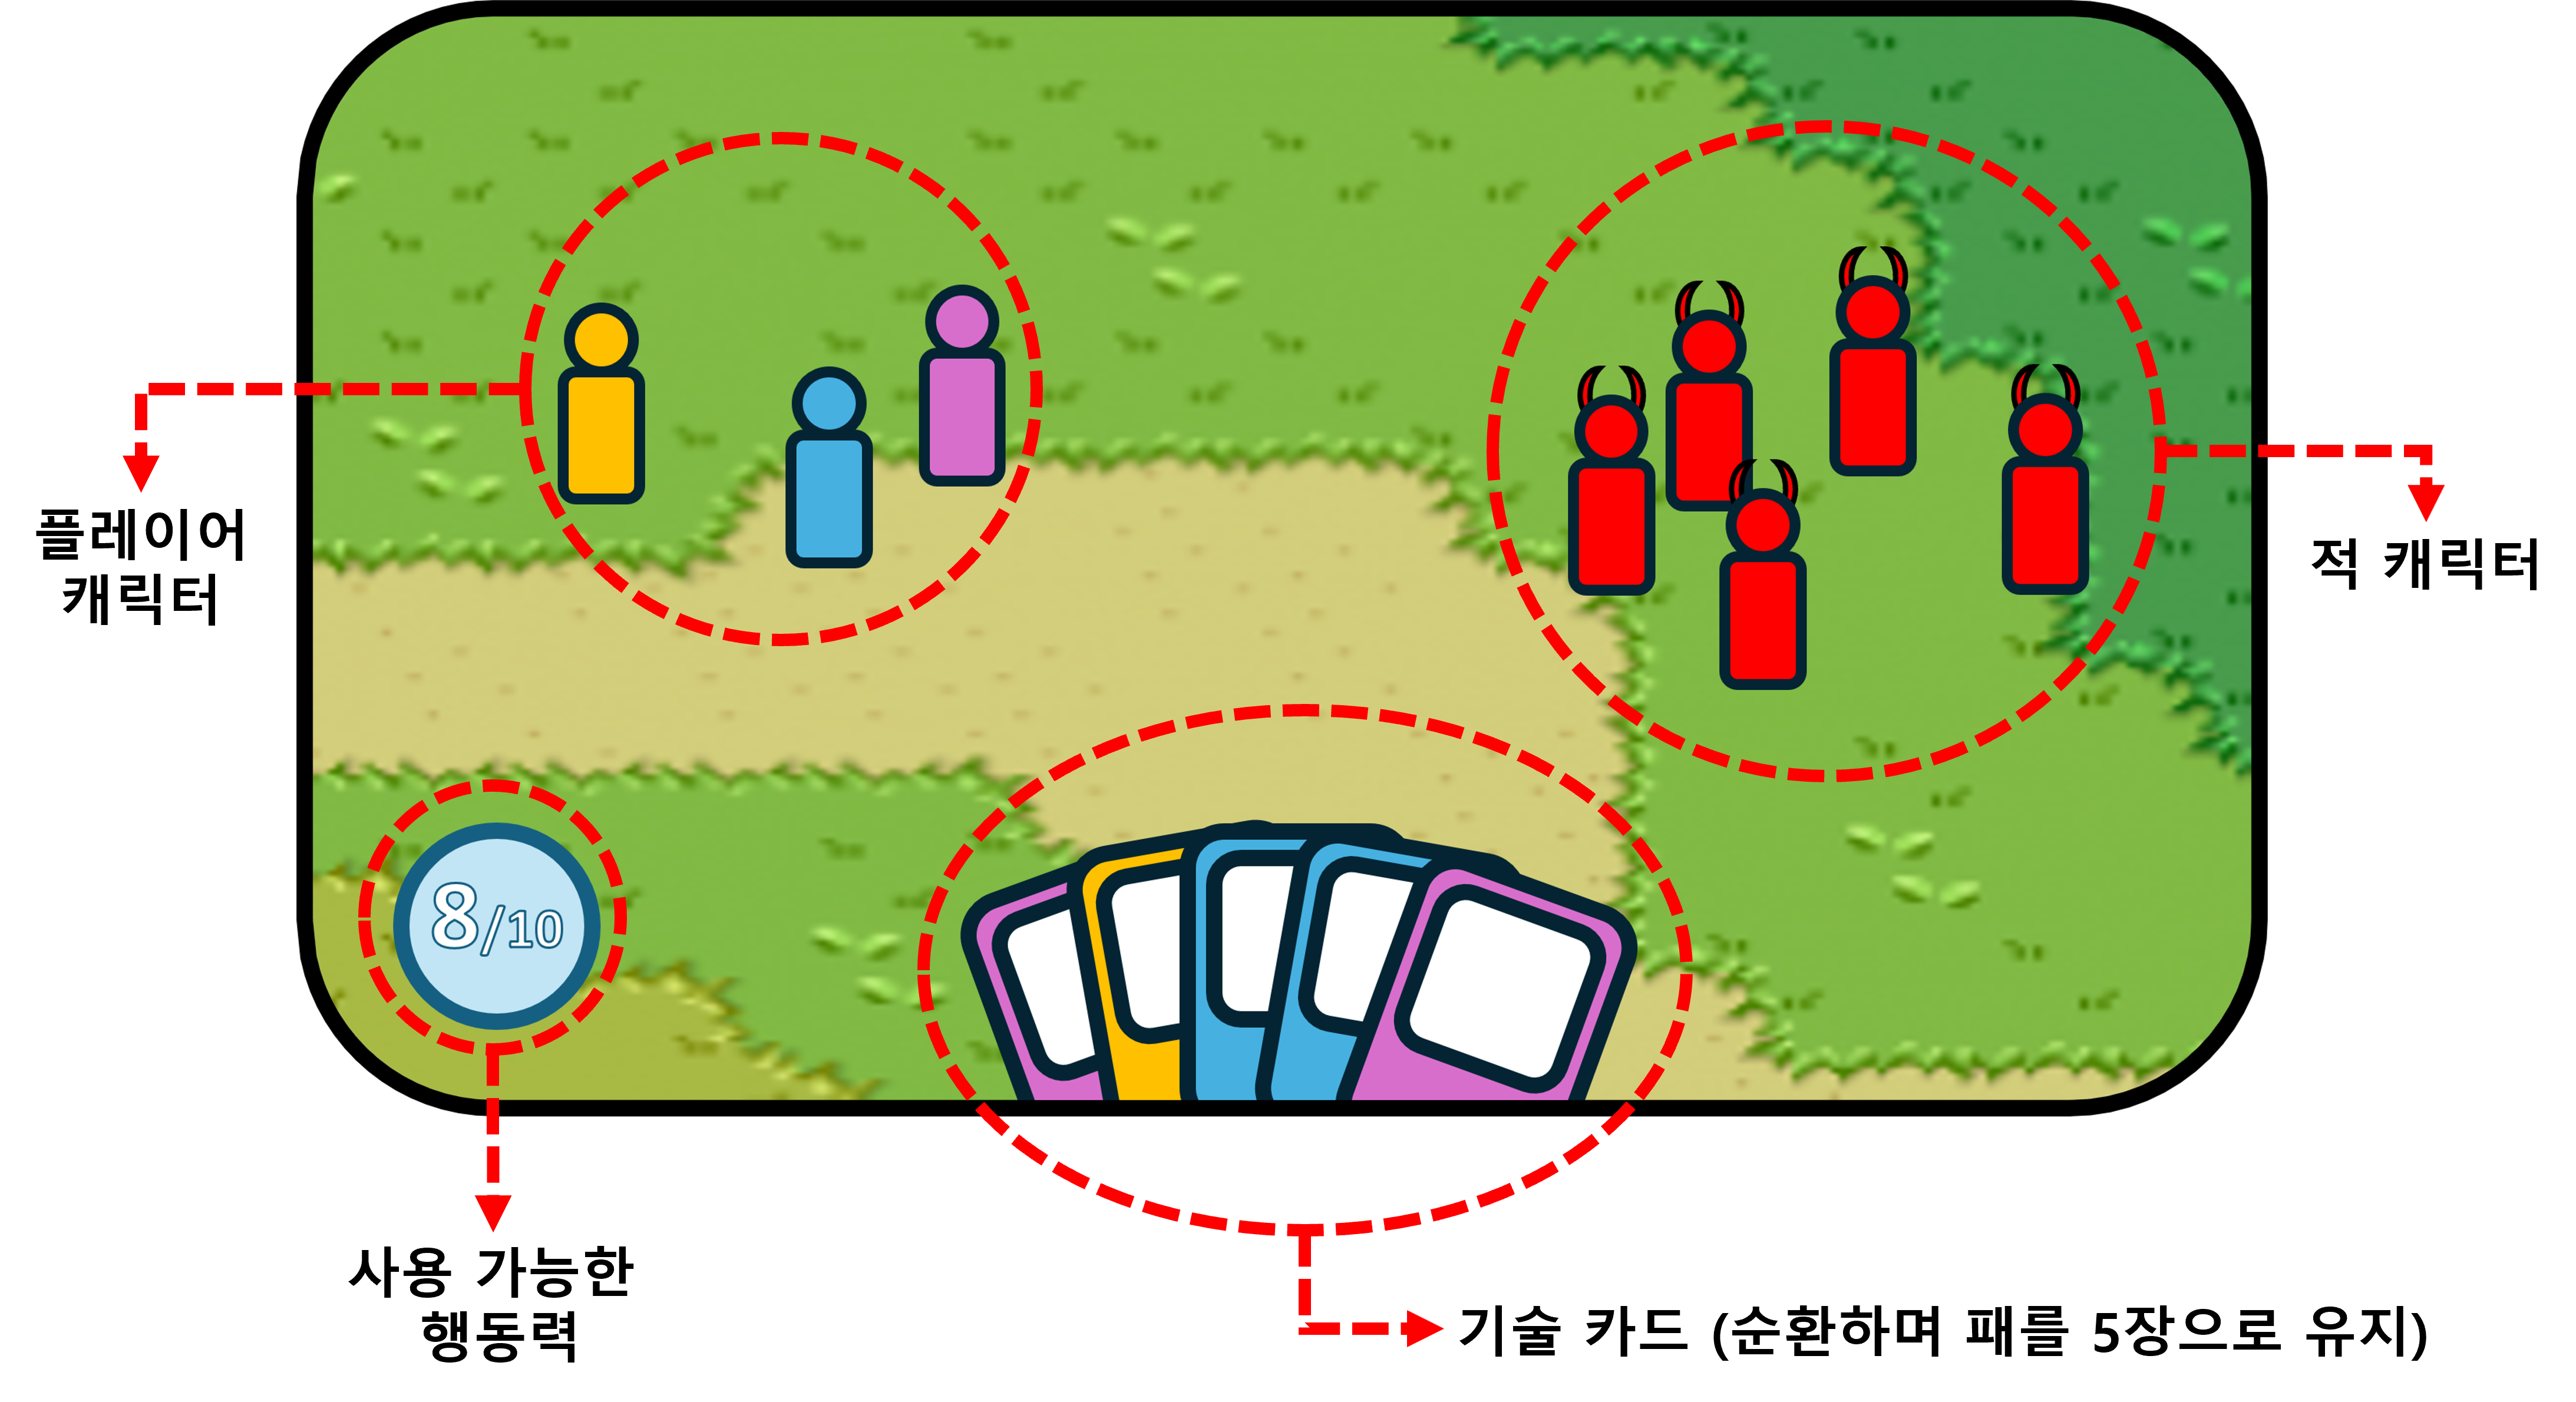 플레이어
캐릭터
적 캐릭터
8/10
사용 가능한
행동력
기술 카드 (순환하며 패를 5장으로 유지)